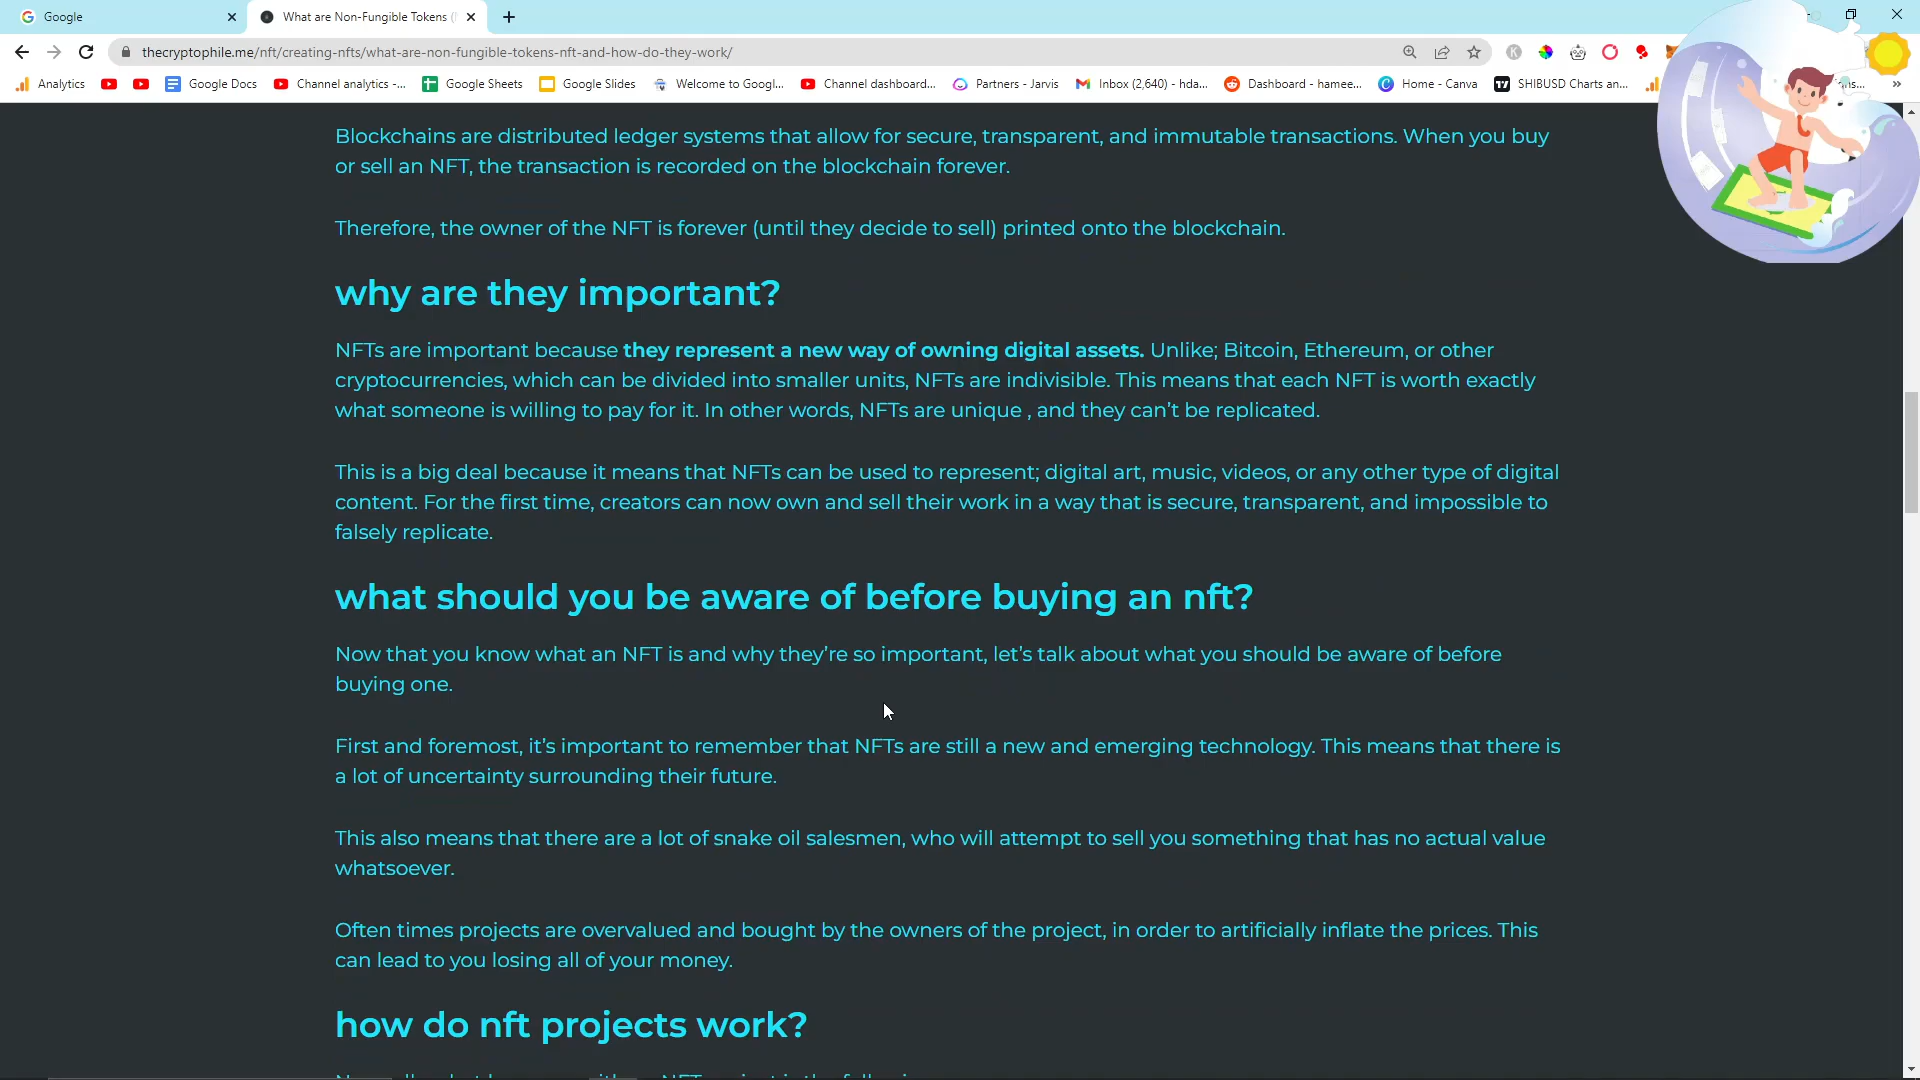 Google
What are Non-Fungible Tokens (
thecryptophile.me/nft/creating-nfts/what-are-non-fungible-tokens-nft-and-how-do-they-work/
Analytics
Google Docs
Channel analytics -...
Google Sheets
Google Slides
Welcome to Googl...
Channel dashboard...
Partners - Jarvis
Inbox (2,640) - hda...
Dashboard - hamee...
Home - Canva
SHIBUSD Charts an...
Blockchains are distributed ledger systems that allow for secure, transparent, and immutable transactions. When you buy
or sell an NFT, the transaction is recorded on the blockchain forever.
Therefore, the owner of the NFT is forever (until they decide to sell) printed onto the blockchain.
why are they important?
NFTs are important because they represent a new way of owning digital assets. Unlike; Bitcoin, Ethereum, or other
cryptocurrencies, which can be divided into smaller units, NFTs are indivisible. This means that each NFT is worth exactly
what someone is willing to pay for it. In other words, NFTs are unique , and they can’t be replicated.
This is a big deal because it means that NFTs can be used to represent; digital art, music, videos, or any other type of digital
content. For the first time, creators can now own and sell their work in a way that is secure, transparent, and impossible to
falsely replicate.
what should you be aware of before buying an nft?
Now that you know what an NFT is and why they’re so important, let’s talk about what you should be aware of before
buying one.
First and foremost, it’s important to remember that NFTs are still a new and emerging technology. This means that there is
a lot of uncertainty surrounding their future.
This also means that there are a lot of snake oil salesmen, who will attempt to sell you something that has no actual value
whatsoever.
Often times projects are overvalued and bought by the owners of the project, in order to artificially inflate the prices. This
can lead to you losing all of your money.
how do nft projects work?